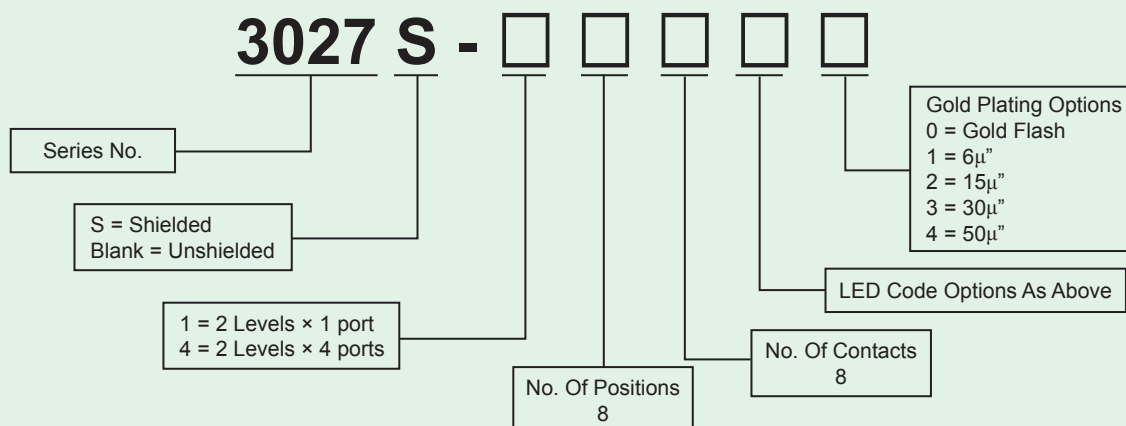 3027 S -
Series No.
S = Shielded
Blank = Unshielded
1 = 2 Levels × 1 port
4 = 2 Levels × 4 ports
No. Of Positions
8
No. Of Contacts
8
LED Code Options As Above
Gold Plating Options
0 = Gold Flash
1 = 6μ”
2 = 15μ”
3 = 30μ”
4 = 50μ”